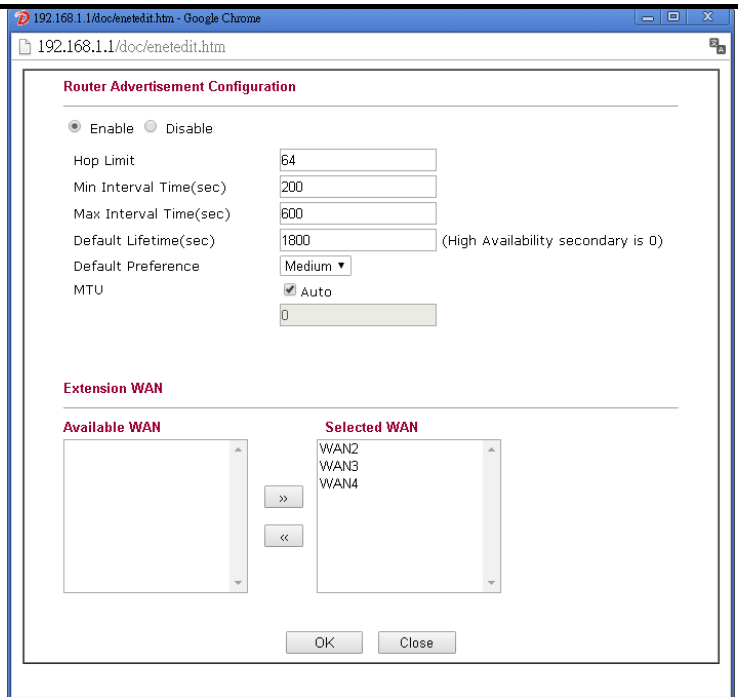 192.168.1.1/doc/enetedit.htm - Google Chrome
192.168.1.1/doc/enetedit.htm
Router Advertisement Configuration
Enable Disable
Hop Limit 64
Min Interval Time(sec) 200
Max Interval Time(sec) 600
Default Lifetime(sec) 1800 (High Availability secondary is 0)
Default Preference Medium
MTU Auto
0
Extension WAN
Available WAN Selected WAN
WAN2
WAN3
WAN4
»
«
OK Close